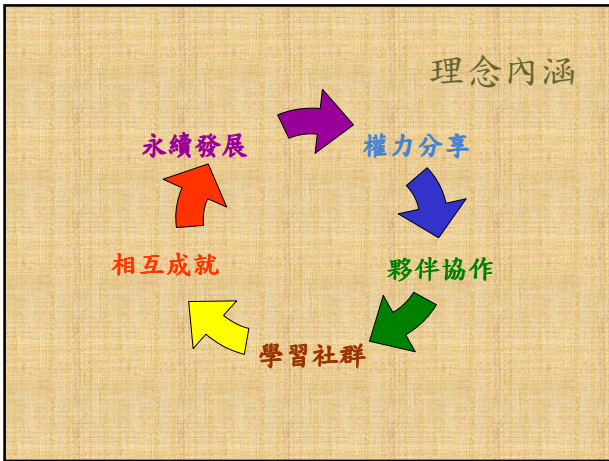 理念內涵
永續發展
權力分享
相互成就
夥伴協作
學習社群